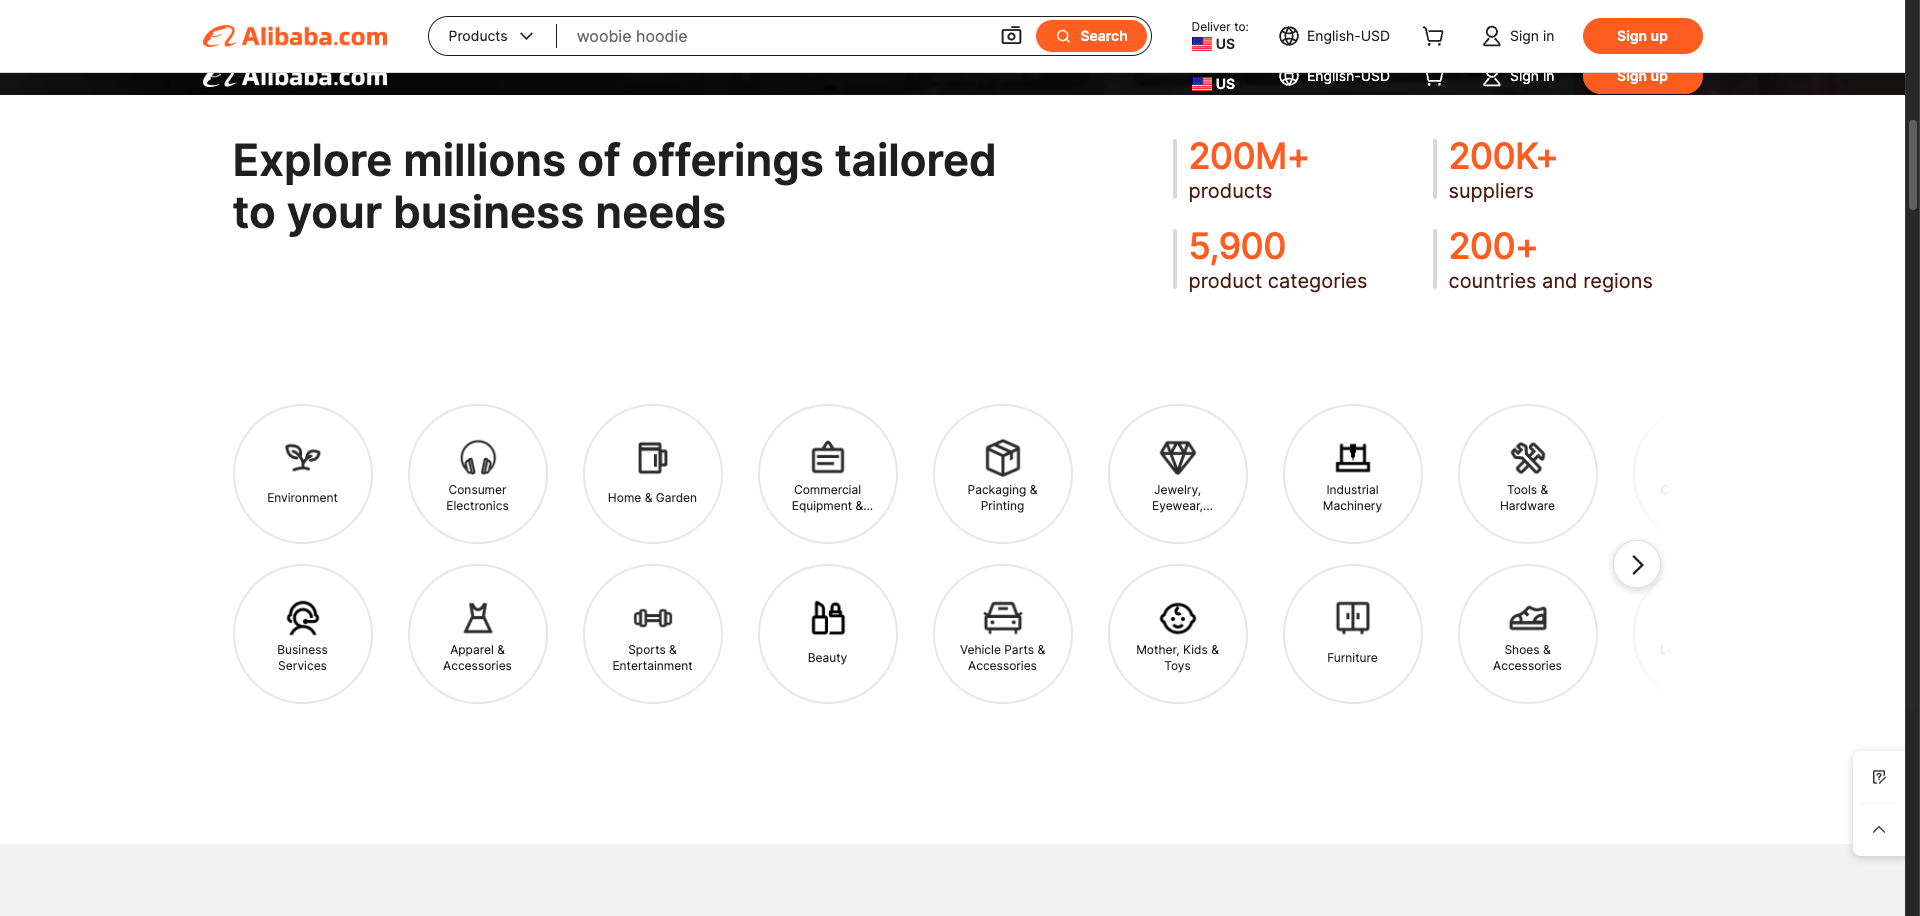 Alibaba.com
Products
woobie hoodie
Search
Deliver to:
US
English-USD
Sign in
Sign up
Alibaba.com
US
English-USD
Sign in
Sign up
Explore millions of offerings tailored
to your business needs
200M+
products
200K+
suppliers
5,900
product categories
200+
countries and regions
Environment
Consumer
Electronics
Home & Garden
Commercial
Equipment &...
Packaging &
Printing
Jewelry,
Eyewear,...
Industrial
Machinery
Tools &
Hardware
Business
Services
Apparel &
Accessories
Sports &
Entertainment
Beauty
Vehicle Parts &
Accessories
Mother, Kids &
Toys
Furniture
Shoes &
Accessories